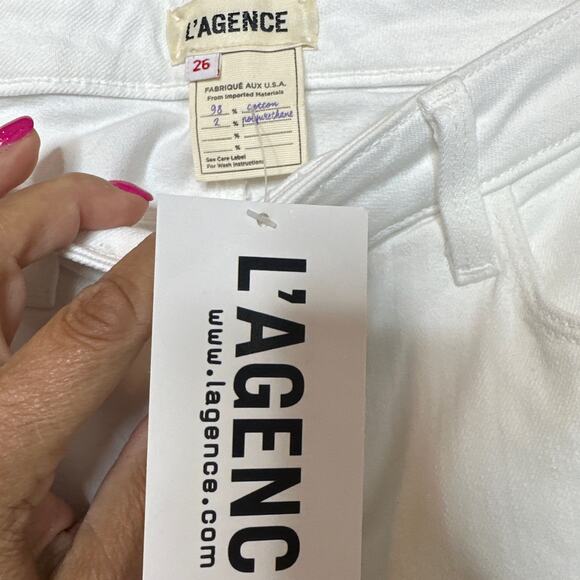 L'AGENCE
26
FABRIQUÉ AUX U.S.A.
From Imported Materials
98 % cotton
2 % polyurethane
%
%
See Care Label
For Wash Instructions
L'AGENC
www.lagence.com